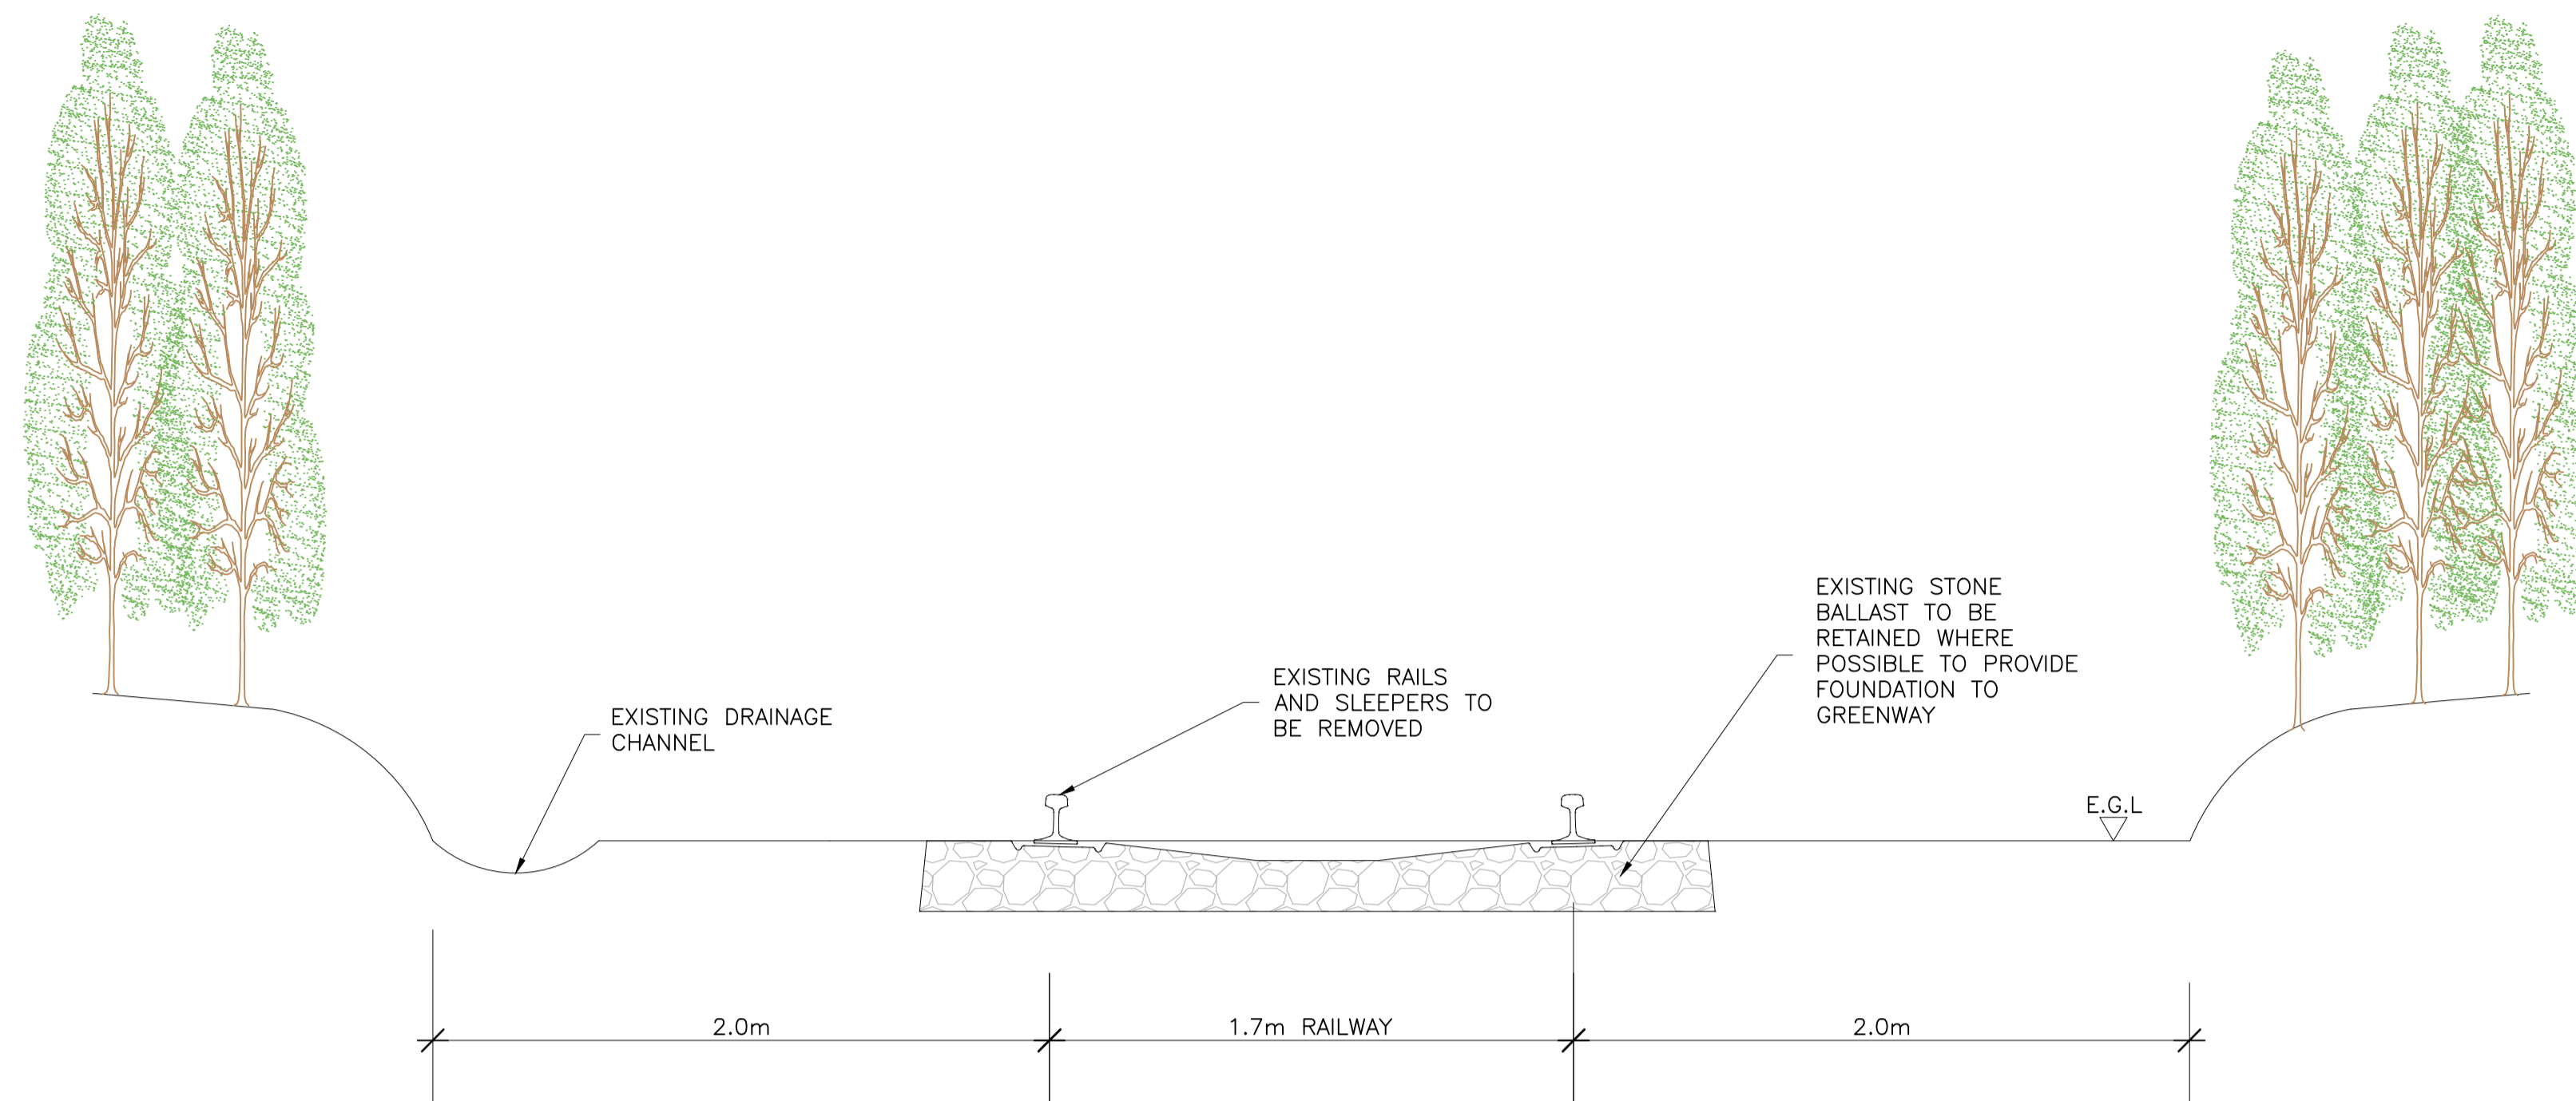 EXISTING STONE
BALLAST TO BE
RETAINED WHERE
POSSIBLE TO PROVIDE
FOUNDATION TO
GREENWAY
EXISTING RAILS
AND SLEEPERS TO
BE REMOVED
EXISTING DRAINAGE
CHANNEL
E.G.L
2.0m
1.7m RAILWAY
2.0m